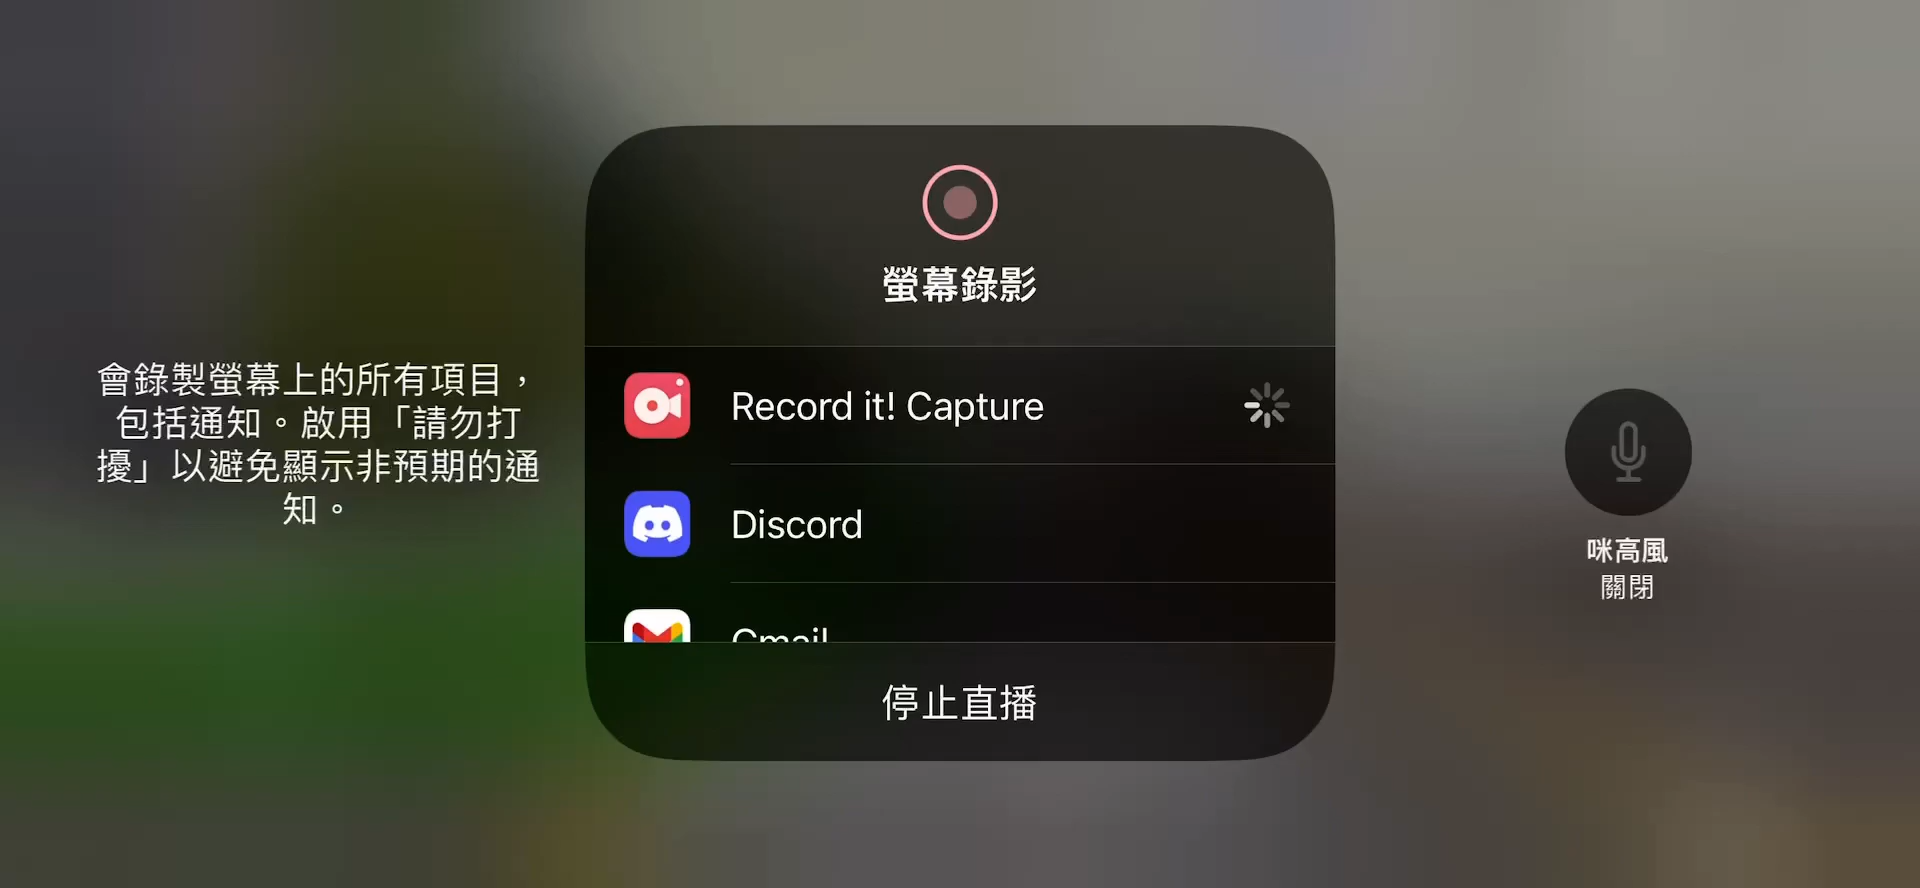 會錄製螢幕上的所有項目，
包括通知。啟用「請勿打
擾」以避免顯示非預期的通
知。
螢幕錄影
Record it! Capture
Discord
Gmail
停止直播
咪高風
關閉